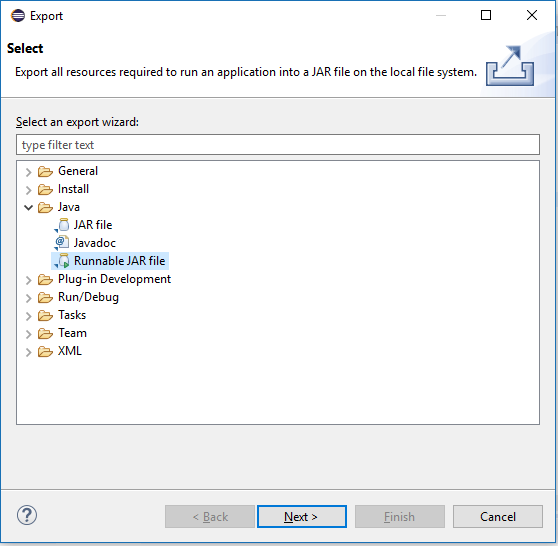 Export
Select
Export all resources required to run an application into a JAR file on the local file system.
Select an export wizard:
type filter text
General
Install
Java
JAR file
Javadoc
Runnable JAR file
Plug-in Development
Run/Debug
Tasks
Team
XML
? < Back Next > Finish Cancel